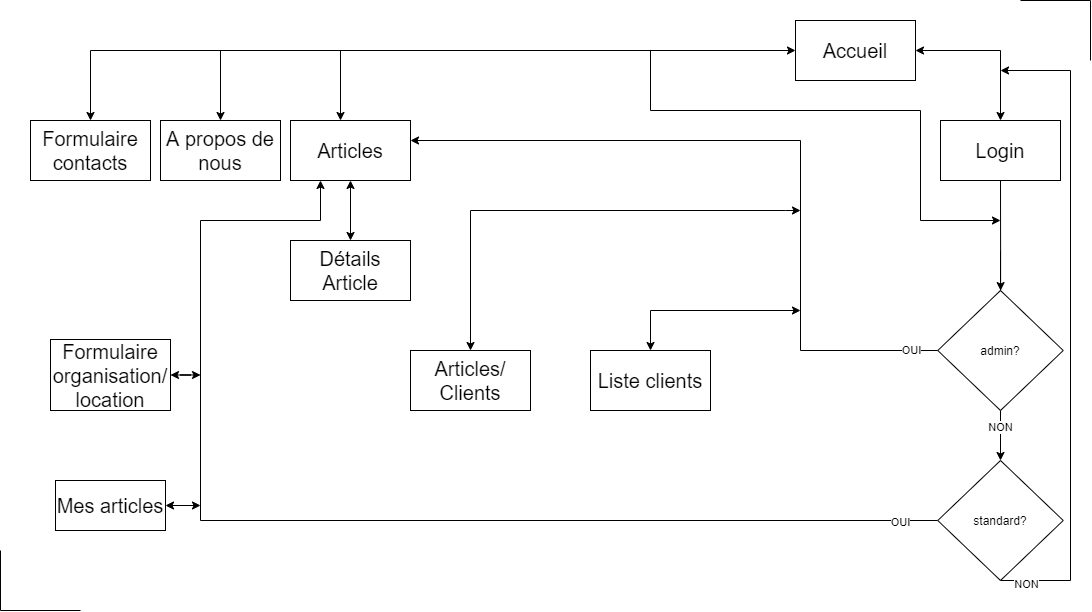 Accueil
Formulaire
contacts
A propos de
nous
Articles
Login
Détails
Article
Formulaire
organisation/
location
Articles/
Clients
Liste clients
OUI
admin?
NON
Mes articles
OUI
standard?
NON